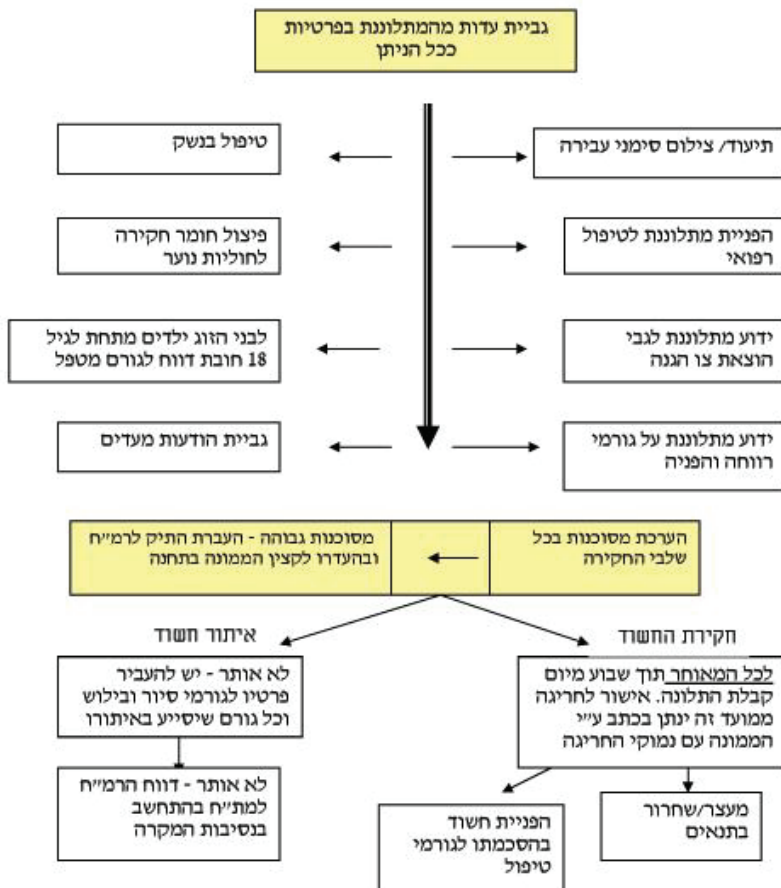 גביית עדות מהמתלוננת בפרטיות
ככל הניתן
תיעוד/ צילום סימני עבירה
טיפול בנשק
הפניית מתלוננת לטיפול
רפואי
פיצול חומר חקירה
לחוליות נוער
ידוע מתלוננת לגבי
הוצאת צו הגנה
לבני הזוג ילדים מתחת לגיל
18 חובת דווח לגורם מטפל
ידוע מתלוננת על גורמי
רווחה והפניה
גביית הודעות מעדים
הערכת מסוכנות בכל
שלבי החקירה
מסוכנות גבוהה - העברת התיק לרמ״ח
ובהעדרו לקצין הממונה בתחנה
חקירת החשוד
לכל המאוחר תוך שבוע מיום
קבלת התלונה. אישור לחריגה
ממועד זה ינתן בכתב ע״י
הממונה עם נמוקי החריגה
מעצר/שחרור
בתנאים
הפניית חשוד
בהסכמתו לגורמי
טיפול
איתור חשוד
לא אותר - יש להעביר
פרטיו לגורמי סיור ובילוש
וכל גורם שיסייע באיתורו
לא אותר - דווח הרמ״ח
למת״ח בהתחשב
בנסיבות המקרה